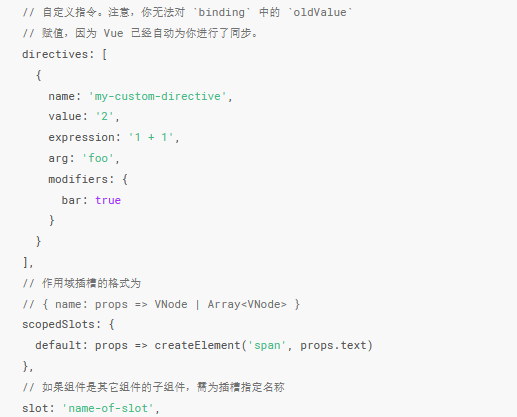 // 自定义指令。注意，你无法对 `binding` 中的 `oldValue`
// 赋值，因为 Vue 已经自动为你进行了同步。
directives: [
  {
    name: 'my-custom-directive',
    value: '2',
    expression: '1 + 1',
    arg: 'foo',
    modifiers: {
      bar: true
    }
  }
],
// 作用域插槽的格式为
// { name: props => VNode | Array<VNode> }
scopedSlots: {
  default: props => createElement('span', props.text)
},
// 如果组件是其它组件的子组件，需为插槽指定名称
slot: 'name-of-slot',